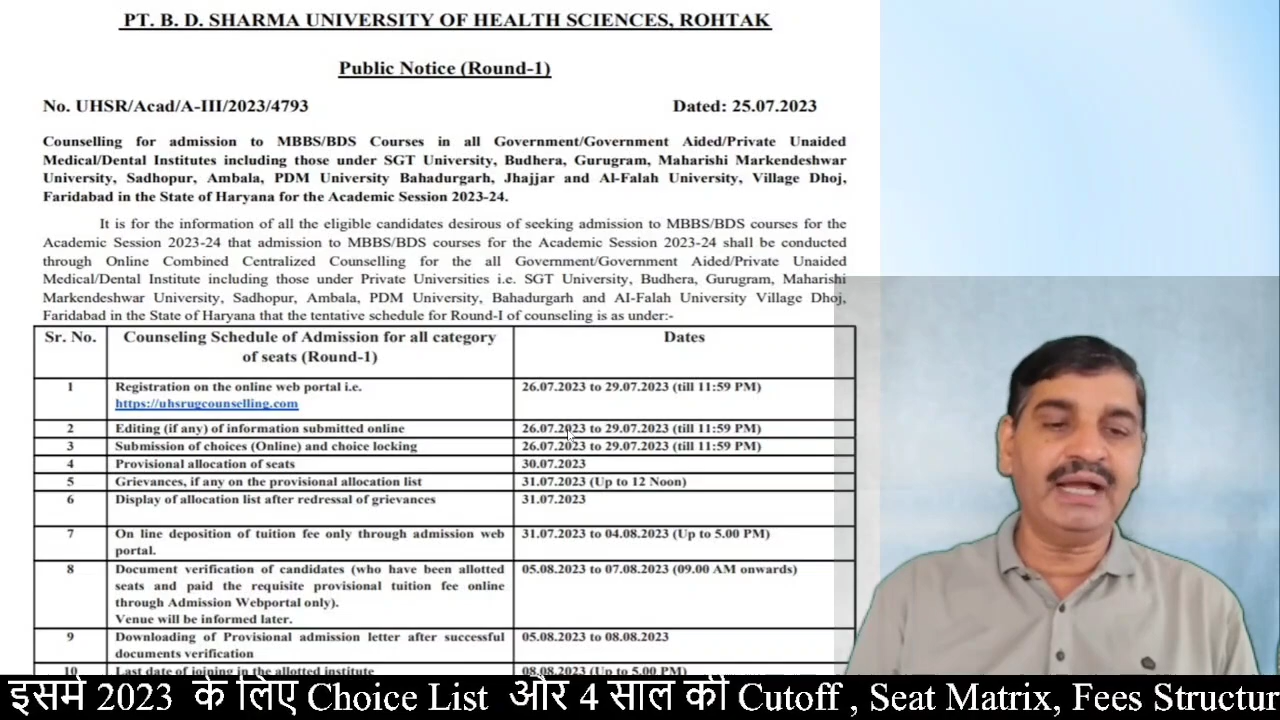 PT. B. D. SHARMA UNIVERSITY OF HEALTH SCIENCES, ROHTAK
Public Notice (Round-1)
No. UHSR/Acad/A-III/2023/4793 Dated: 25.07.2023
Counselling for admission to MBBS/BDS Courses in all Government/Government Aided/Private Unaided
Medical/Dental Institutes including those under SGT University, Budhera, Gurugram, Maharishi Markendeshwar
University, Sadhopur, Ambala, PDM University Bahadurgarh, Jhajjar and Al-Falah University, Village Dhoj,
Faridabad in the State of Haryana for the Academic Session 2023-24.
It is for the information of all the eligible candidates desirous of seeking admission to MBBS/BDS courses for the
Academic Session 2023-24 that admission to MBBS/BDS courses for the Academic Session 2023-24 shall be conducted
through Online Combined Centralized Counselling for the all Government/Government Aided/Private Unaided
Medical/Dental Institute including those under Private Universities i.e. SGT University, Budhera, Gurugram, Maharishi
Markendeshwar University, Sadhopur, Ambala, PDM University, Bahadurgarh and AI-Falah University Village Dhoj,
Faridabad in the State of Haryana that the tentative schedule for Round-I of counseling is as under:-
Sr. No. Counseling Schedule of Admission for all category Dates
of seats (Round-1)
1 Registration on the online web portal i.e. 26.07.2023 to 29.07.2023 (till 11:59 PM)
https://uhsrugcounselling.com
2 Editing (if any) of information submitted online 26.07.2023 to 29.07.2023 (till 11:59 PM)
3 Submission of choices (Online) and choice locking 26.07.2023 to 29.07.2023 (till 11:59 PM)
4 Provisional allocation of seats 30.07.2023
5 Grievances, if any on the provisional allocation list 31.07.2023 (Up to 12 Noon)
6 Display of allocation list after redressal of grievances 31.07.2023
7 On line deposition of tuition fee only through admission web 31.07.2023 to 04.08.2023 (Up to 5.00 PM)
portal.
8 Document verification of candidates (who have been allotted 05.08.2023 to 07.08.2023 (09.00 AM onwards)
seats and paid the requisite provisional tuition fee online
through Admission Webportal only).
Venue will be informed later.
9 Downloading of Provisional admission letter after successful 05.08.2023 to 08.08.2023
documents verification
10 Last date of joining in the allotted institute 08.08.2023 (Up to 5.00 PM)
इसमे 2023 के लिए Choice List और 4 साल की Cutoff , Seat Matrix, Fees Structur